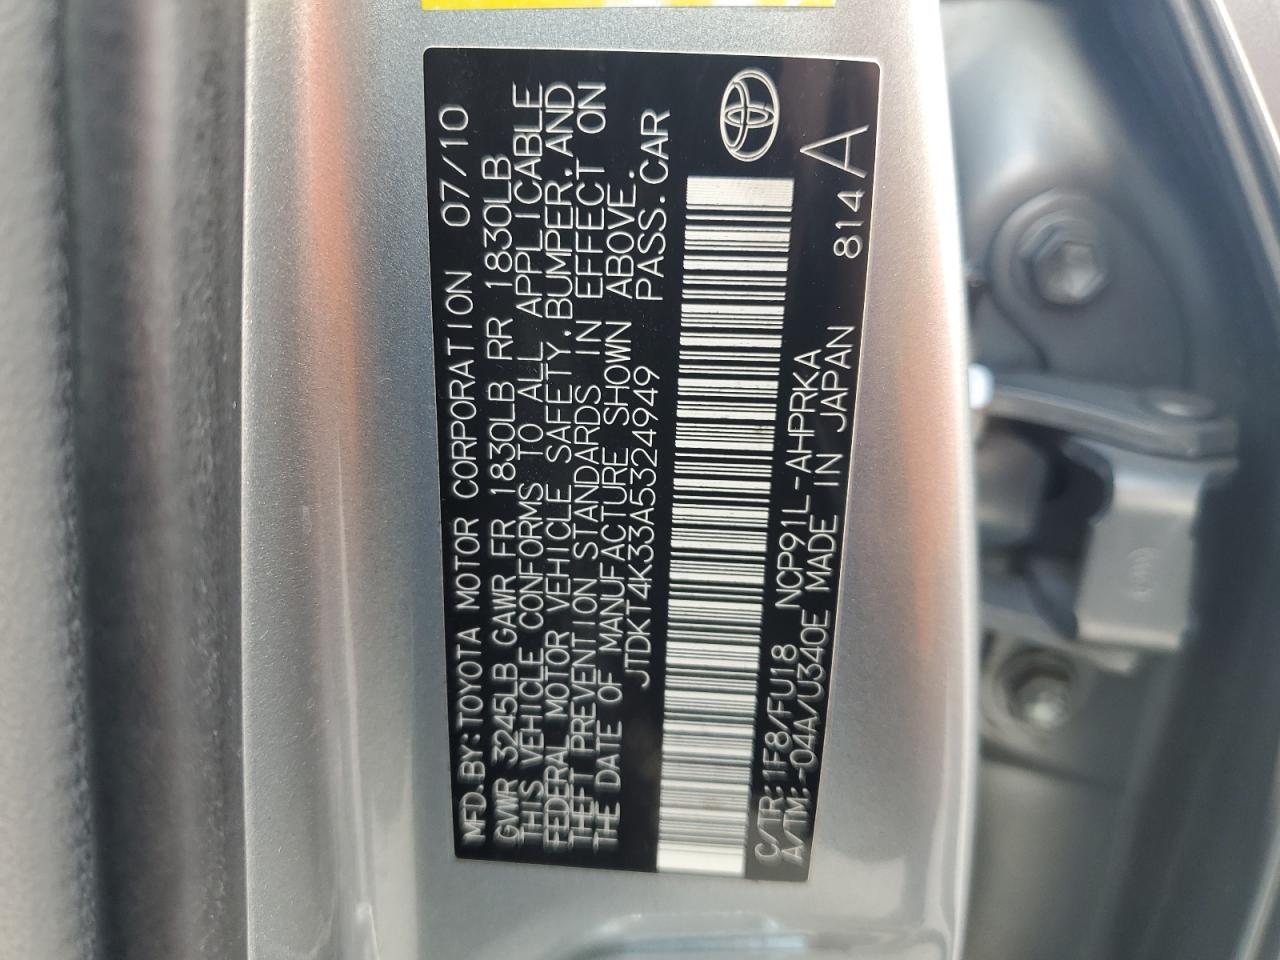 MFD.BY:TOYOTA MOTOR CORPORATION 07/10
GVWR 3245LB GAWR FR 1830LB RR 1830LB
THIS VEHICLE CONFORMS TO ALL APPLICABLE
FEDERAL MOTOR VEHICLE SAFETY,BUMPER,AND
THEFT PREVENTION STANDARDS IN EFFECT ON
THE DATE OF MANUFACTURE SHOWN ABOVE.
JTDKT4K33A5324949 PASS.CAR
C/TR:1F8/FU18 NCP91L-AHPRKA
A/TM:-04A/U340E MADE IN JAPAN 814A